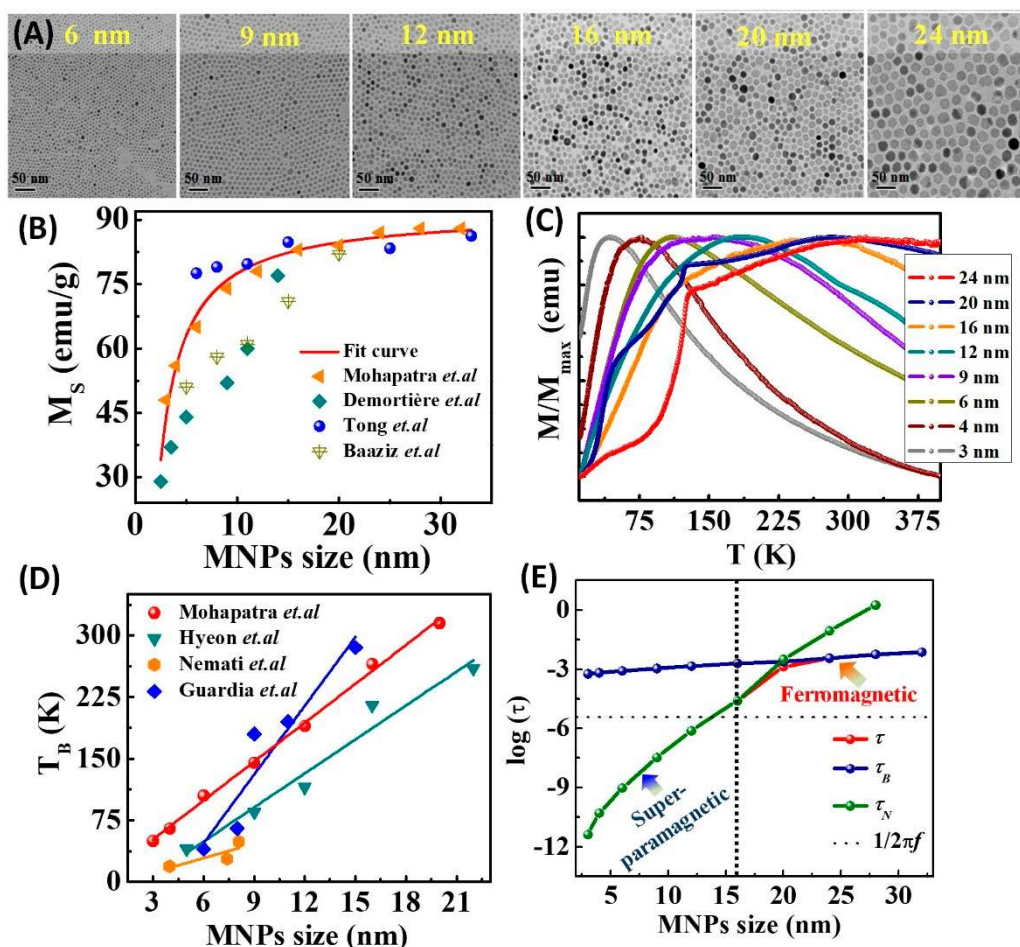 (A)
6 nm
9 nm
12 nm
16 nm
20 nm
24 nm
50 nm
50 nm
50 nm
50 nm
50 nm
50 nm
(B)
90
75
60
45
30
0
10
20
30
M_S (emu/g)
MNPs size (nm)
Fit curve
Mohapatra et.al
Demortière et.al
Tong et.al
Baaziz et.al
(C)
M/M_max (emu)
75
150
225
300
375
T (K)
24 nm
20 nm
16 nm
12 nm
9 nm
6 nm
4 nm
3 nm
(D)
300
225
150
75
0
3
6
9
12
15
18
21
T_B (K)
MNPs size (nm)
Mohapatra et.al
Hyeon et.al
Nemati et.al
Guardia et.al
(E)
0
-3
-6
-9
-12
5
10
15
20
25
30
log (τ)
MNPs size (nm)
Ferromagnetic
Super-
paramagnetic
τ
τ_B
τ_N
1/2πf